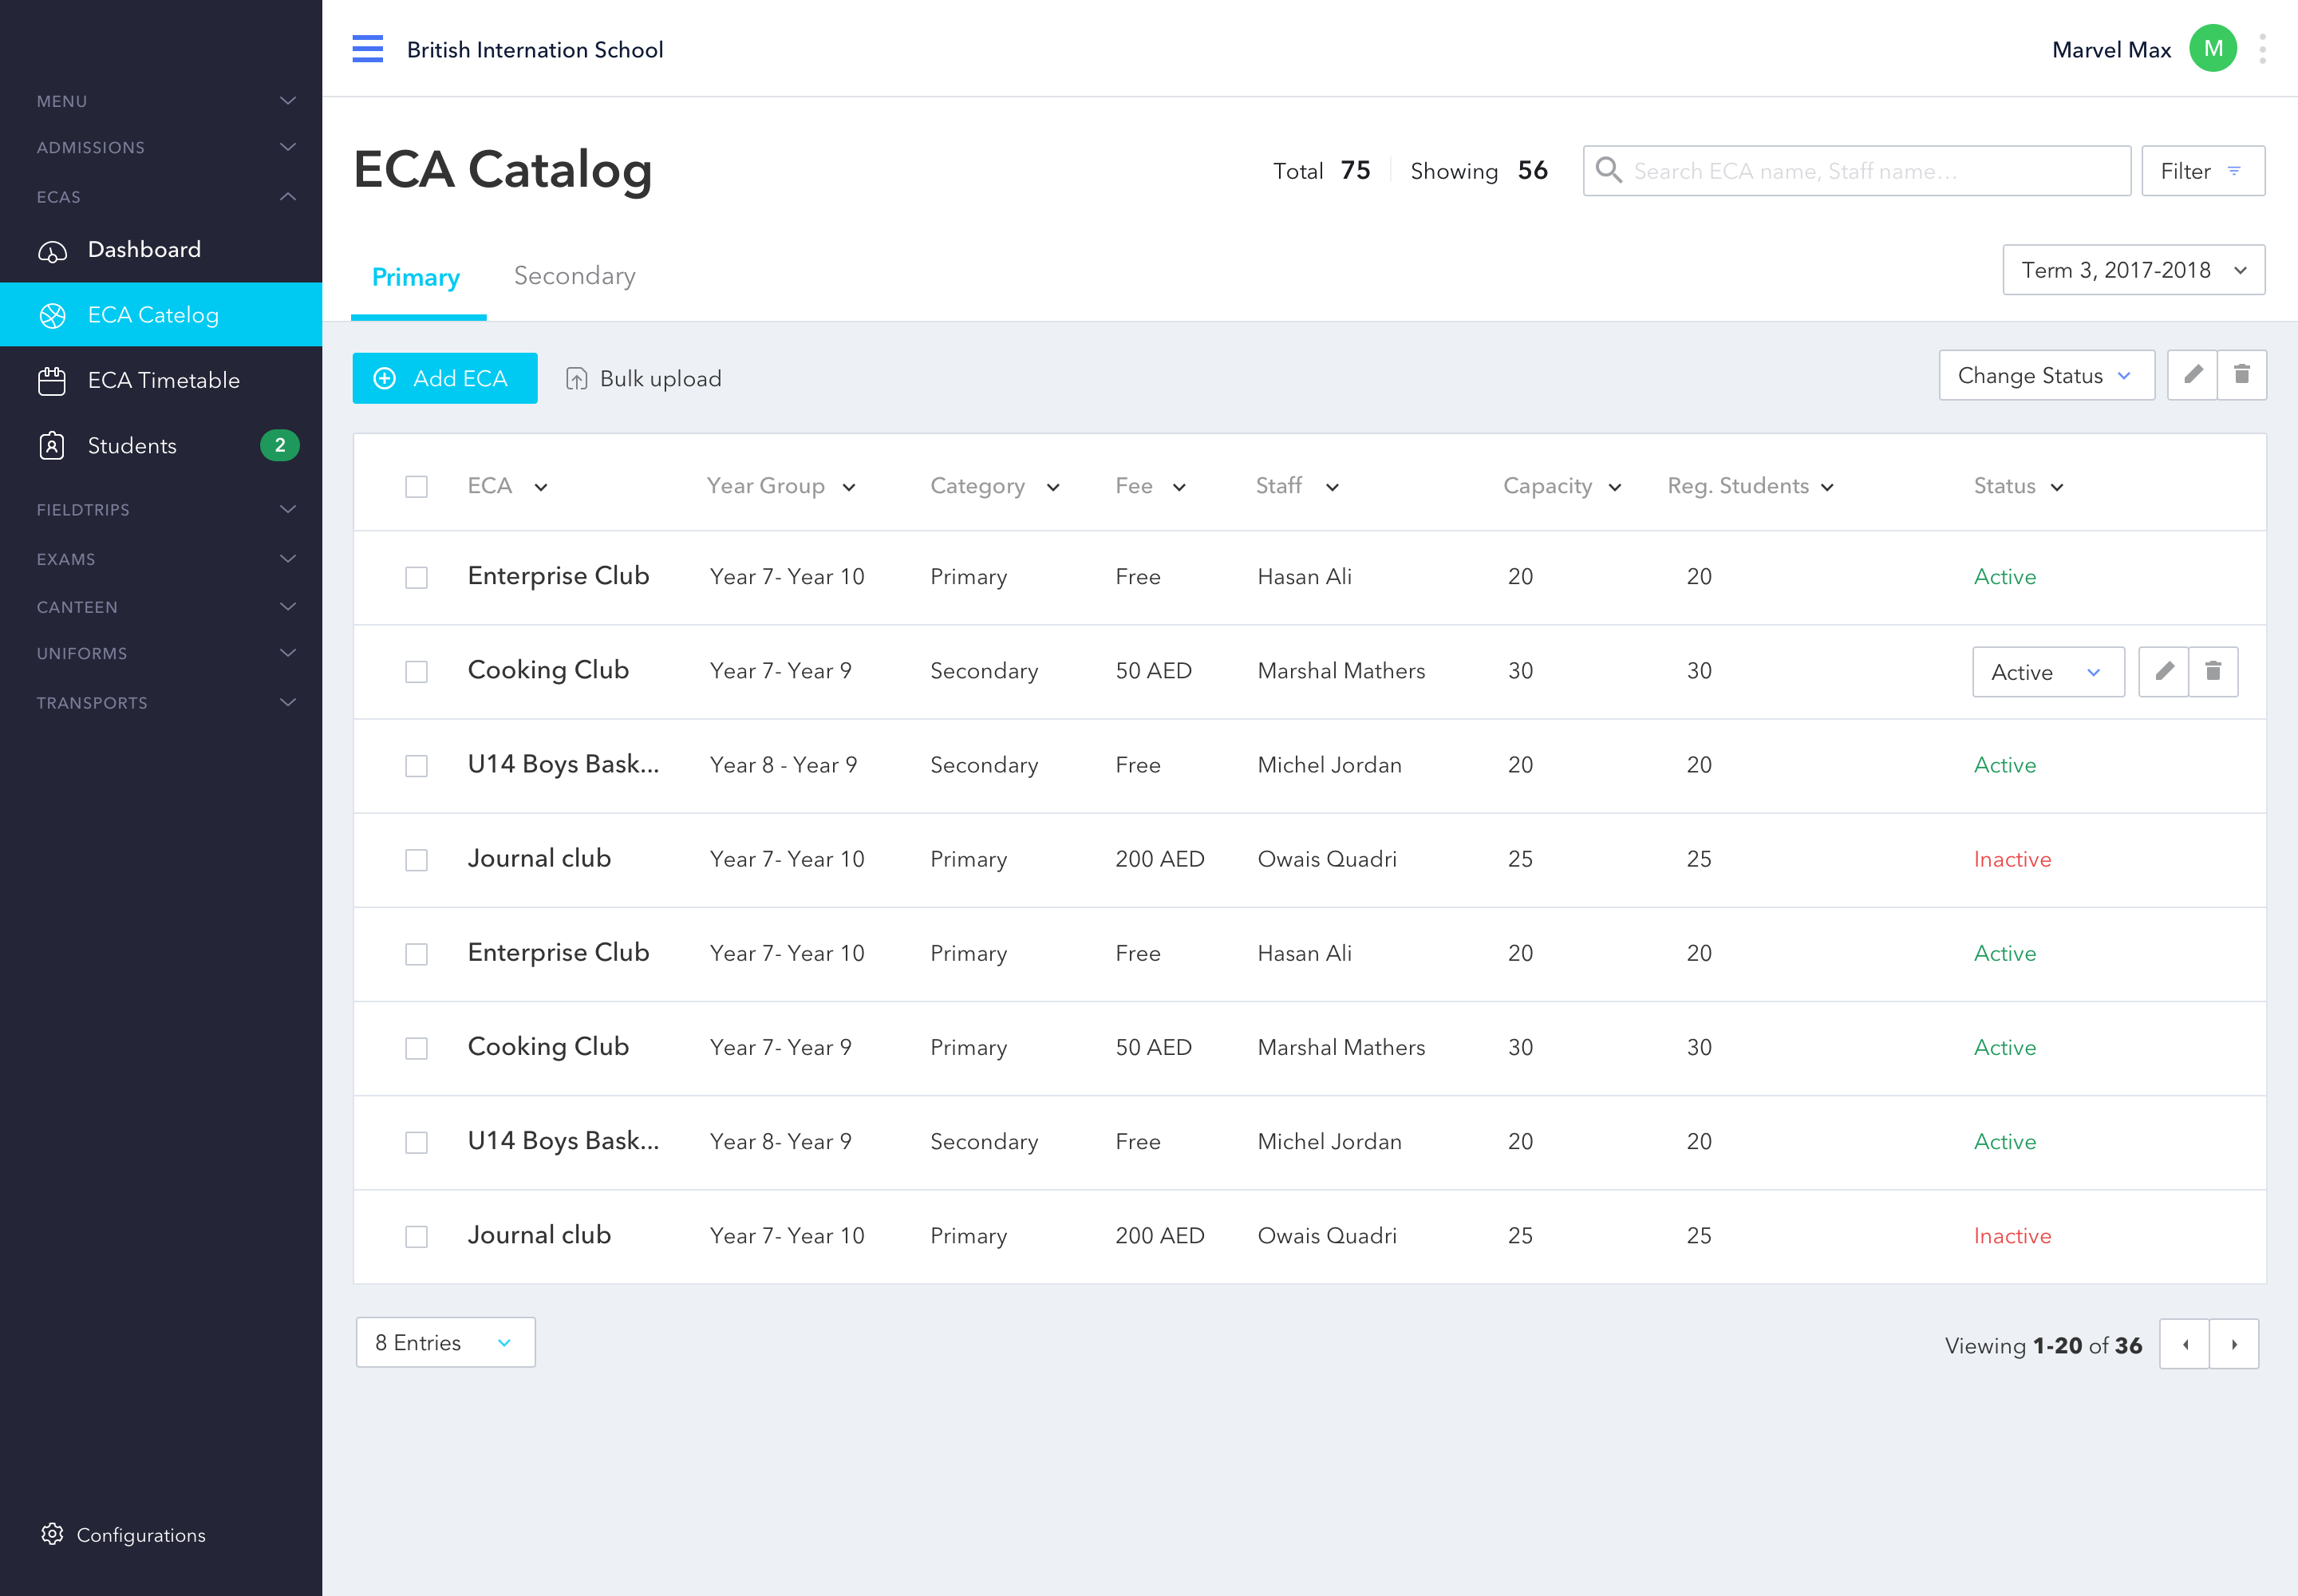 British Internation School
Marvel Max M
MENU
ADMISSIONS
ECAS
Dashboard
ECA Catelog
ECA Timetable
Students 2
FIELDTRIPS
EXAMS
CANTEEN
UNIFORMS
TRANSPORTS
Configurations
ECA Catalog
Total 75 Showing 56
Search ECA name, Staff name...
Filter
Primary Secondary
Term 3, 2017-2018
Add ECA Bulk upload
Change Status
ECA Year Group Category Fee Staff Capacity Reg. Students Status
Enterprise Club Year 7- Year 10 Primary Free Hasan Ali 20 20 Active
Cooking Club Year 7- Year 9 Secondary 50 AED Marshal Mathers 30 30 Active
U14 Boys Bask... Year 8 - Year 9 Secondary Free Michel Jordan 20 20 Active
Journal club Year 7- Year 10 Primary 200 AED Owais Quadri 25 25 Inactive
Enterprise Club Year 7- Year 10 Primary Free Hasan Ali 20 20 Active
Cooking Club Year 7- Year 9 Primary 50 AED Marshal Mathers 30 30 Active
U14 Boys Bask... Year 8- Year 9 Secondary Free Michel Jordan 20 20 Active
Journal club Year 7- Year 10 Primary 200 AED Owais Quadri 25 25 Inactive
8 Entries
Viewing 1-20 of 36